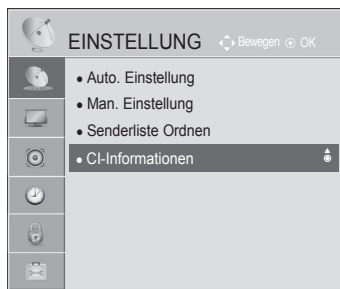 EINSTELLUNG Bewegen OK
• Auto. Einstellung
• Man. Einstellung
• Senderliste Ordnen
• CI-Informationen